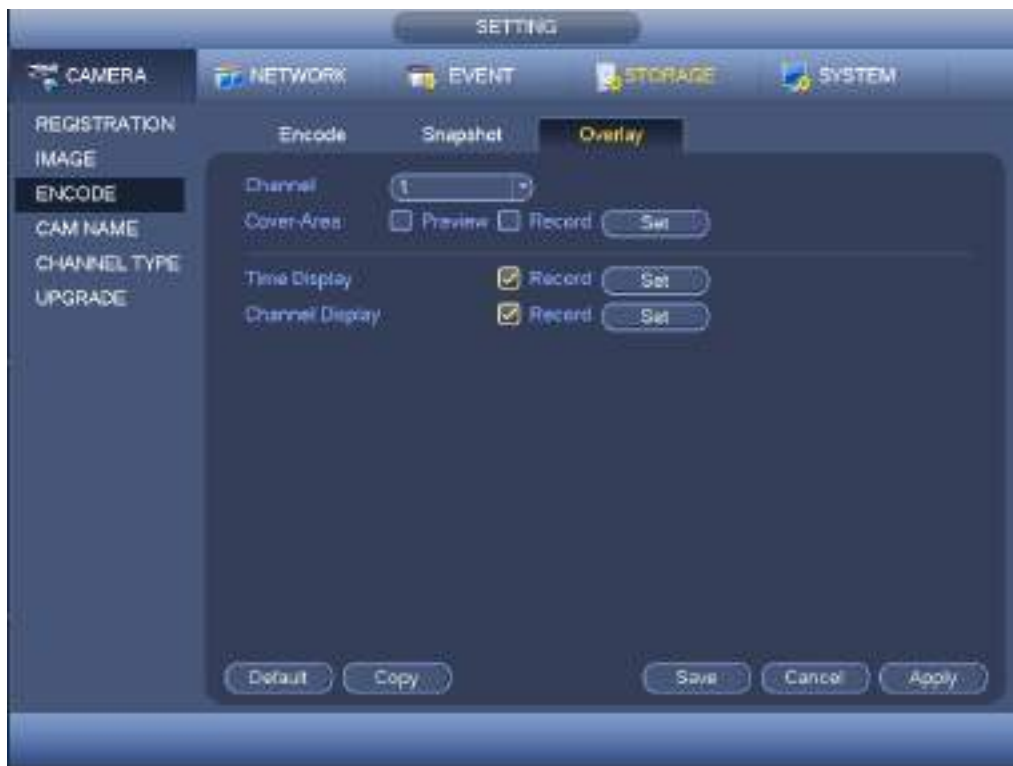 SETTING
CAMERA NETWORK EVENT STORAGE SYSTEM
REGISTRATION
IMAGE
ENCODE
CAM NAME
CHANNEL TYPE
UPGRADE
Encode Snapshot Overlay
Channel 1
Cover-Area Preview Record Set
Time Display Record Set
Channel Display Record Set
Default Copy Save Cancel Apply